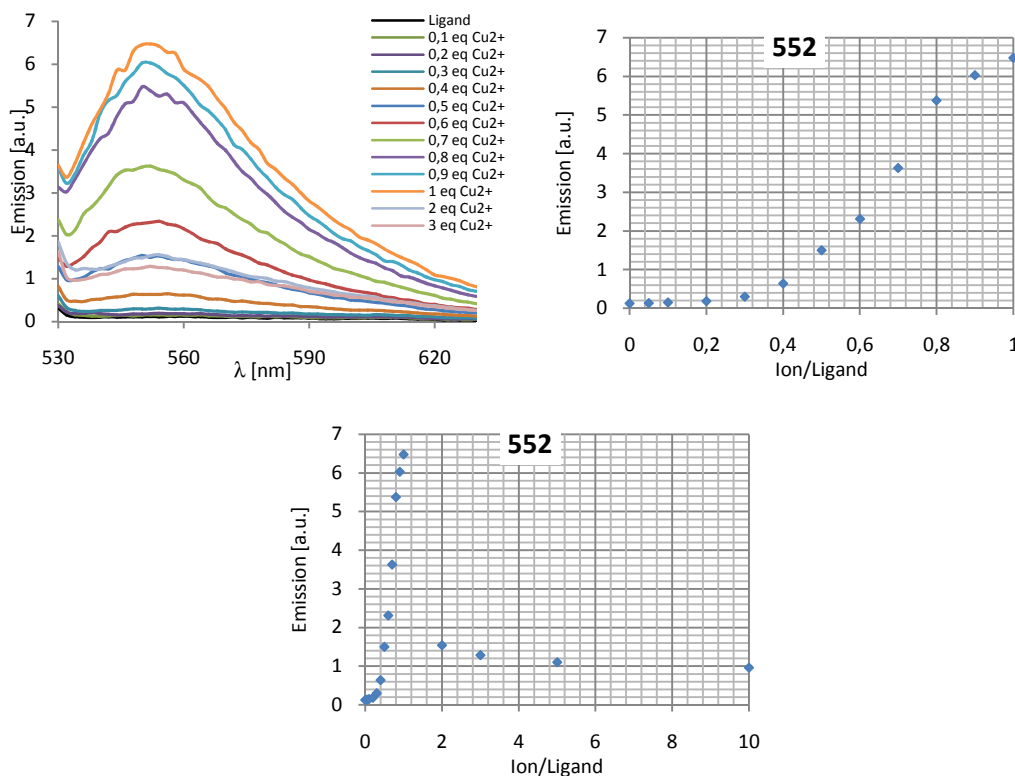 Emission [a.u.]
7
6
5
4
3
2
1
0
530
560
590
620
λ [nm]
Ligand
0,1 eq Cu2+
0,2 eq Cu2+
0,3 eq Cu2+
0,4 eq Cu2+
0,5 eq Cu2+
0,6 eq Cu2+
0,7 eq Cu2+
0,8 eq Cu2+
0,9 eq Cu2+
1 eq Cu2+
2 eq Cu2+
3 eq Cu2+
552
Emission [a.u.]
7
6
5
4
3
2
1
0
0
0,2
0,4
0,6
0,8
1
Ion/Ligand
552
Emission [a.u.]
7
6
5
4
3
2
1
0
0
2
4
6
8
10
Ion/Ligand